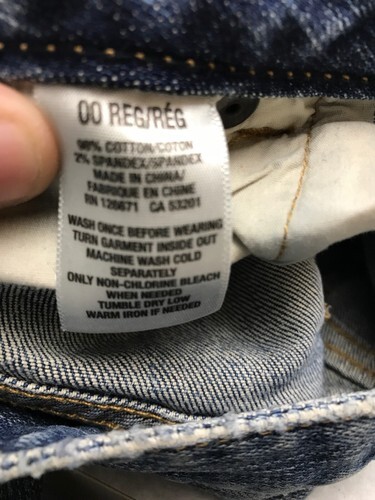 00 REG/RÉG
98% COTTON/COTON
2% SPANDEX/SPANDEX
MADE IN CHINA/
FABRIQUE EN CHINE
RN 126671 CA 53201
WASH ONCE BEFORE WEARING
TURN GARMENT INSIDE OUT
MACHINE WASH COLD
SEPARATELY
ONLY NON-CHLORINE BLEACH
WHEN NEEDED
TUMBLE DRY LOW
WARM IRON IF NEEDED